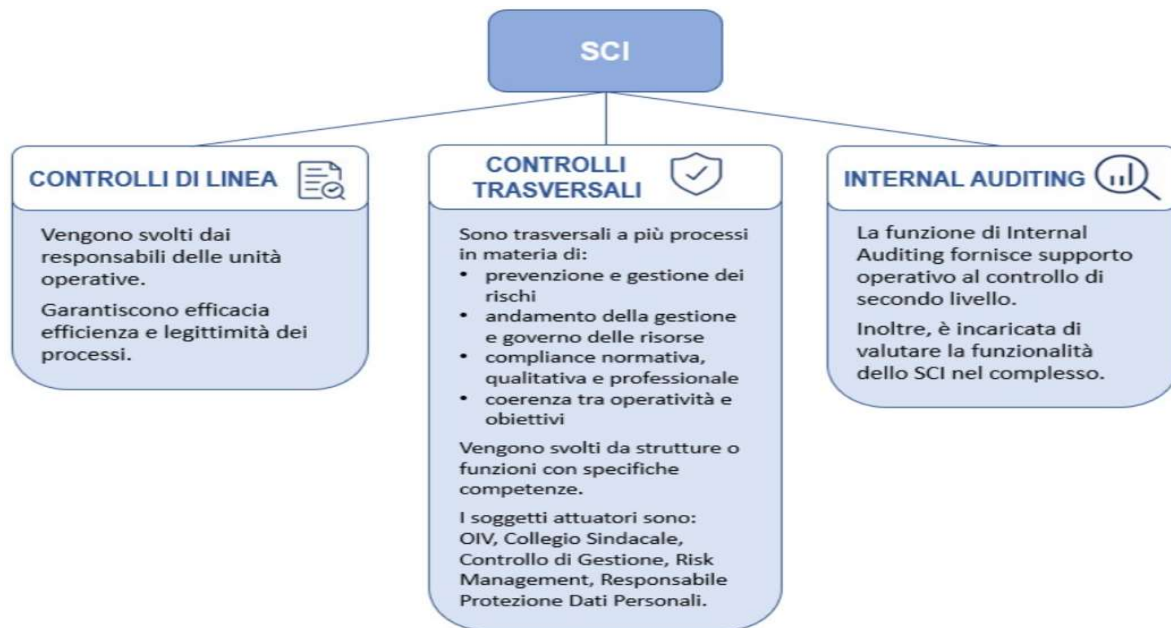 SCI
CONTROLLI DI LINEA
Vengono svolti dai
responsabili delle unità
operative.
Garantiscono efficacia
efficienza e legittimità dei
processi.
CONTROLLI
TRASVERSALI
Sono trasversali a più processi
in materia di:
• prevenzione e gestione dei
rischi
• andamento della gestione
e governo delle risorse
• compliance normativa,
qualitativa e professionale
• coerenza tra operatività e
obiettivi
Vengono svolti da strutture o
funzioni con specifiche
competenze.
I soggetti attuatori sono:
OIV, Collegio Sindacale,
Controllo di Gestione, Risk
Management, Responsabile
Protezione Dati Personali.
INTERNAL AUDITING
La funzione di Internal
Auditing fornisce supporto
operativo al controllo di
secondo livello.
Inoltre, è incaricata di
valutare la funzionalità
dello SCI nel complesso.